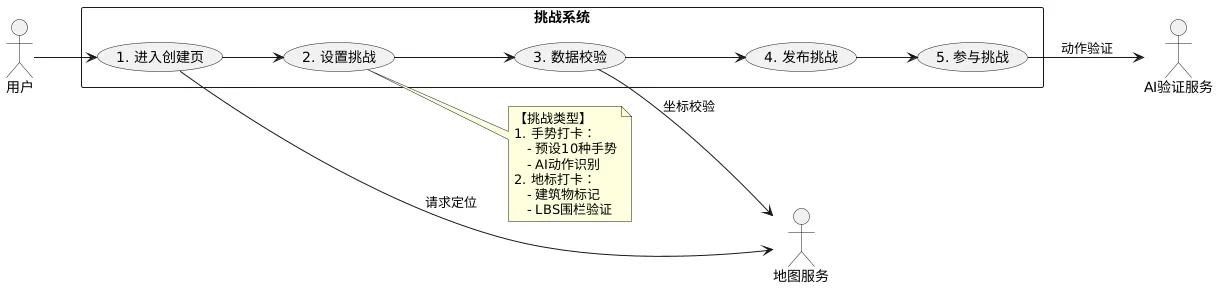 挑战系统
用户
1. 进入创建页
2. 设置挑战
3. 数据校验
4. 发布挑战
5. 参与挑战
动作验证
AI验证服务
坐标校验
【挑战类型】
1. 手势打卡：
- 预设10种手势
- AI动作识别
2. 地标打卡：
- 建筑物标记
- LBS围栏验证
请求定位
地图服务